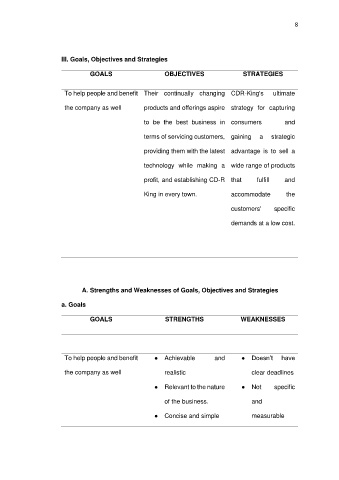 8
III. Goals, Objectives and Strategies
GOALS OBJECTIVES STRATEGIES
To help people and benefit Their continually changing CDR-King's ultimate
the company as well products and offerings aspire strategy for capturing
to be the best business in consumers and
terms of servicing customers, gaining a strategic
providing them with the latest advantage is to sell a
technology while making a wide range of products
profit, and establishing CD-R that fulfill and
King in every town. accommodate the
customers' specific
demands at a low cost.
A. Strengths and Weaknesses of Goals, Objectives and Strategies
a. Goals
GOALS STRENGTHS WEAKNESSES
To help people and benefit ● Achievable and ● Doesn't have
the company as well realistic clear deadlines
● Relevant to the nature ● Not specific
of the business. and
● Concise and simple measurable